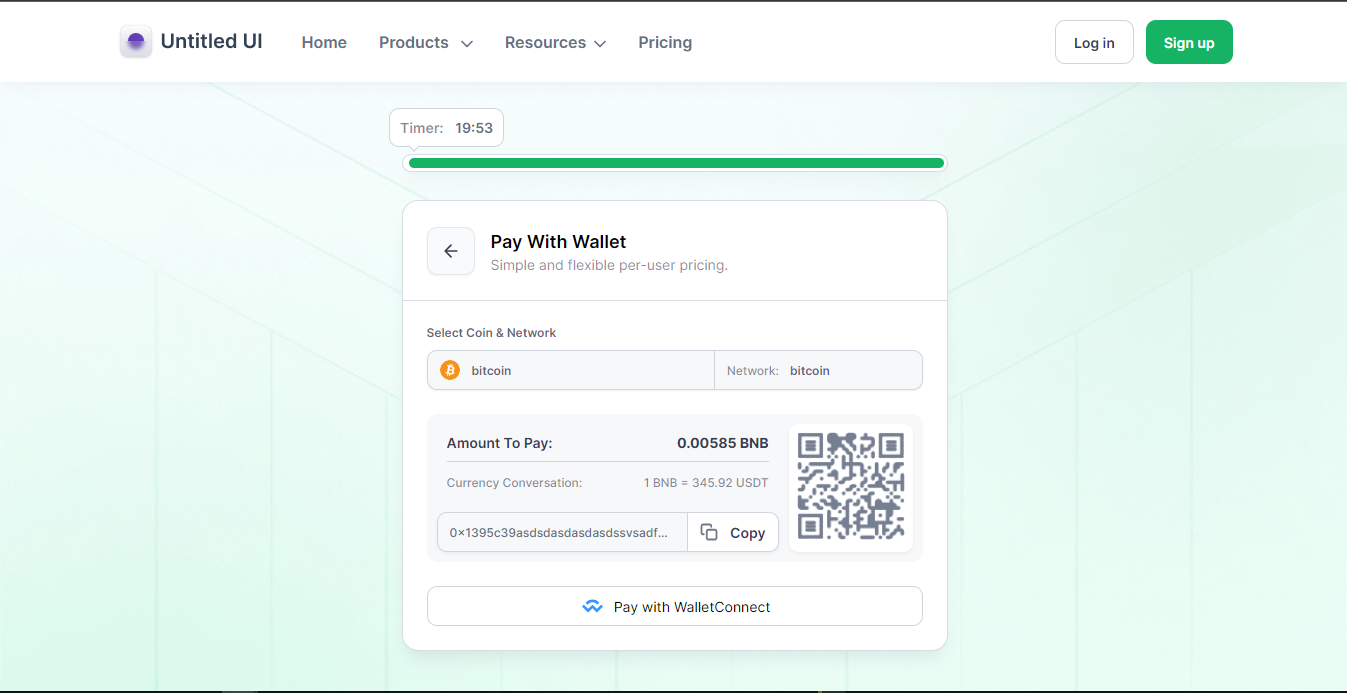 Untitled UI Home Products Resources Pricing Log in Sign up
Timer: 19:53
Pay With Wallet
Simple and flexible per-user pricing.
Select Coin & Network
bitcoin Network: bitcoin
Amount To Pay: 0.00585 BNB
Currency Conversation: 1 BNB = 345.92 USDT
0×1395c39asdsdasdasdasdssvsadf... Copy
Pay with WalletConnect